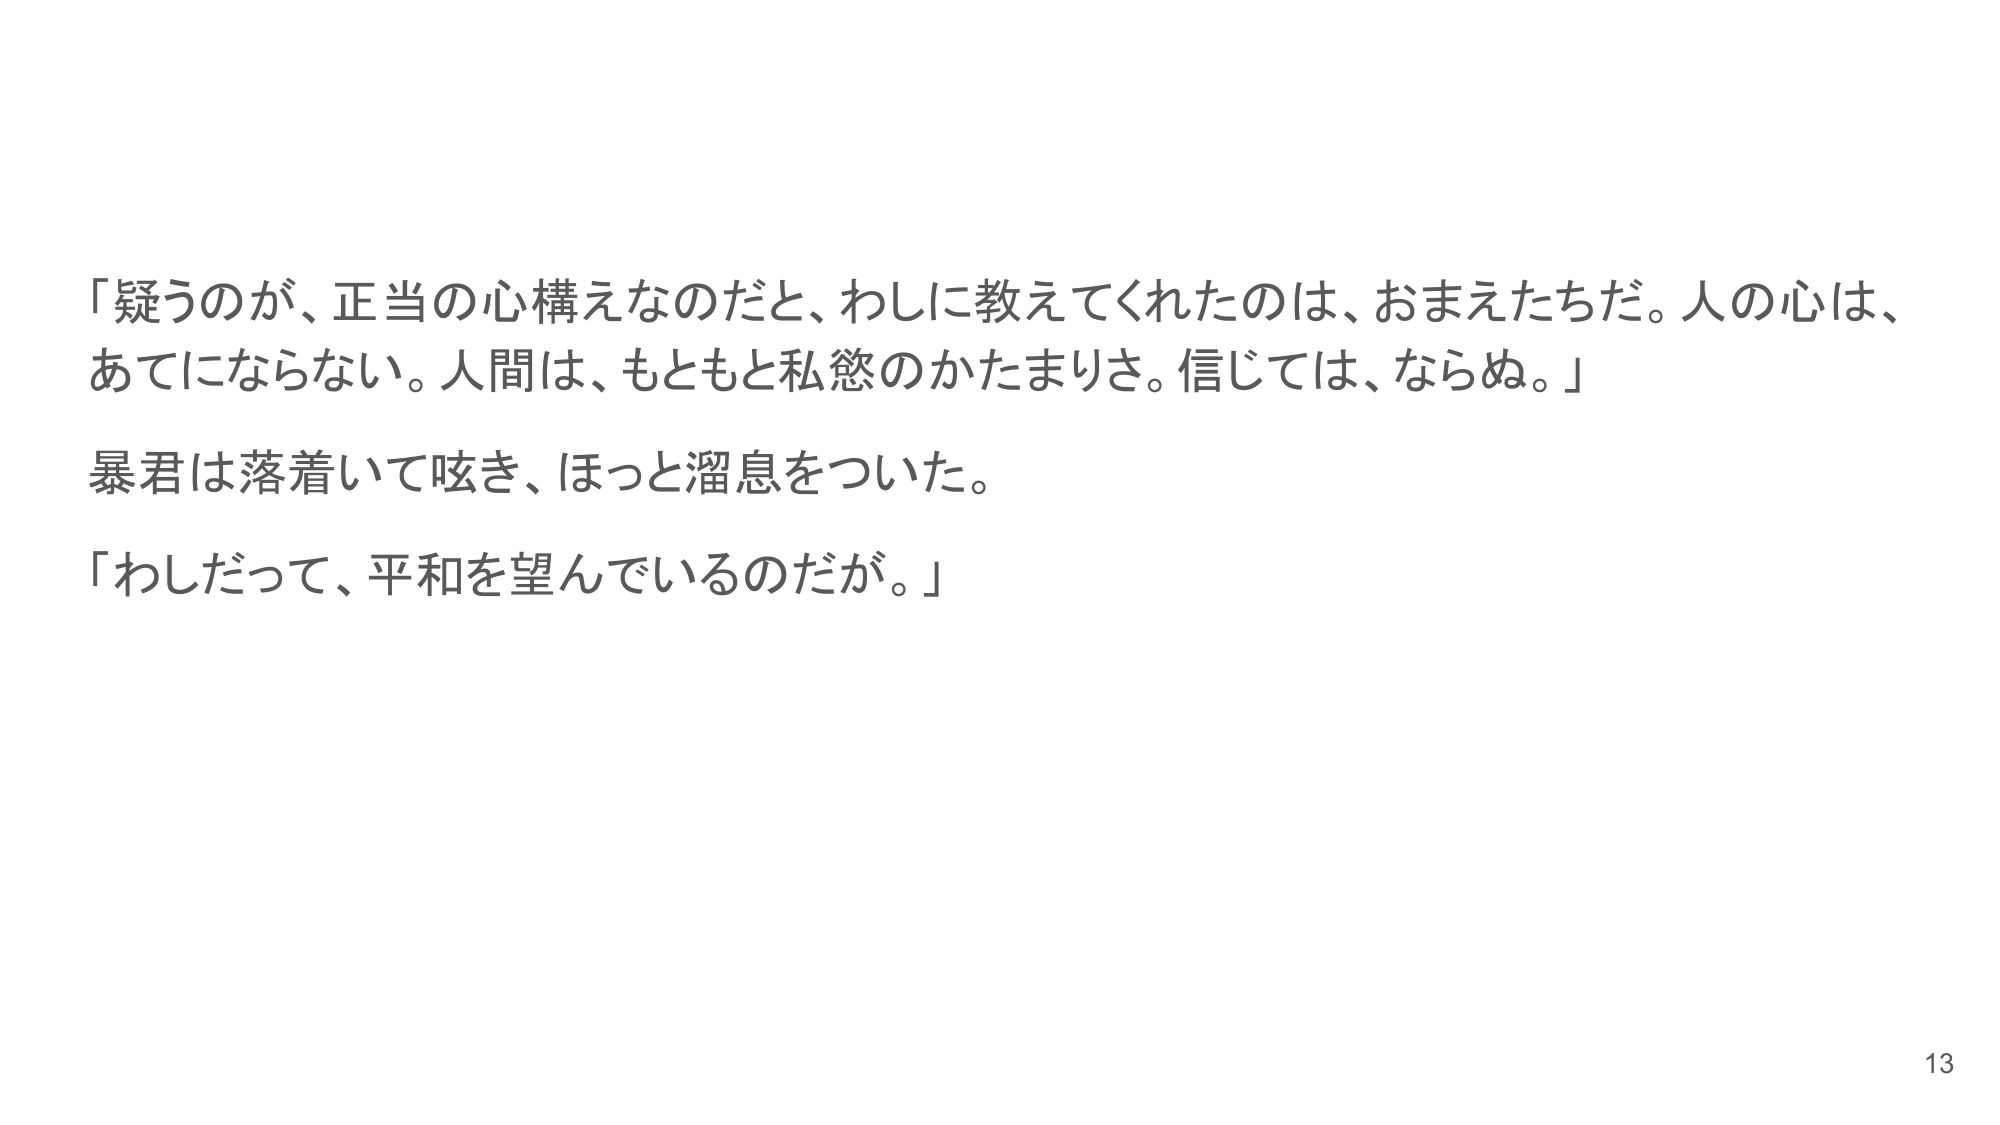 「疑うのが、正当の心構えなのだと、わしに教えてくれたのは、おまえたちだ。人の心は、
あてにならない。人間は、もともと私慾のかたまりさ。信じては、ならぬ。」
暴君は落着いて呟き、ほっと溜息をついた。
「わしだって、平和を望んでいるのだが。」
13